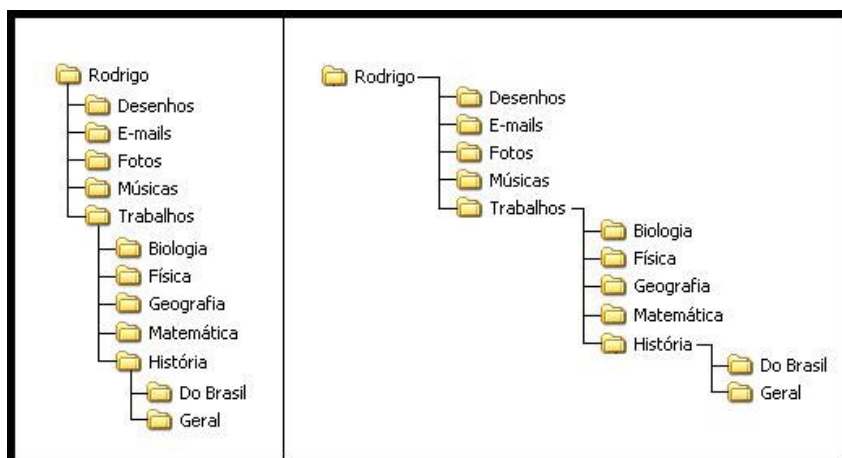 Rodrigo
Desenhos
E-mails
Fotos
Músicas
Trabalhos
Biologia
Física
Geografia
Matemática
História
Do Brasil
Geral
Rodrigo
Desenhos
E-mails
Fotos
Músicas
Trabalhos
Biologia
Física
Geografia
Matemática
História
Do Brasil
Geral